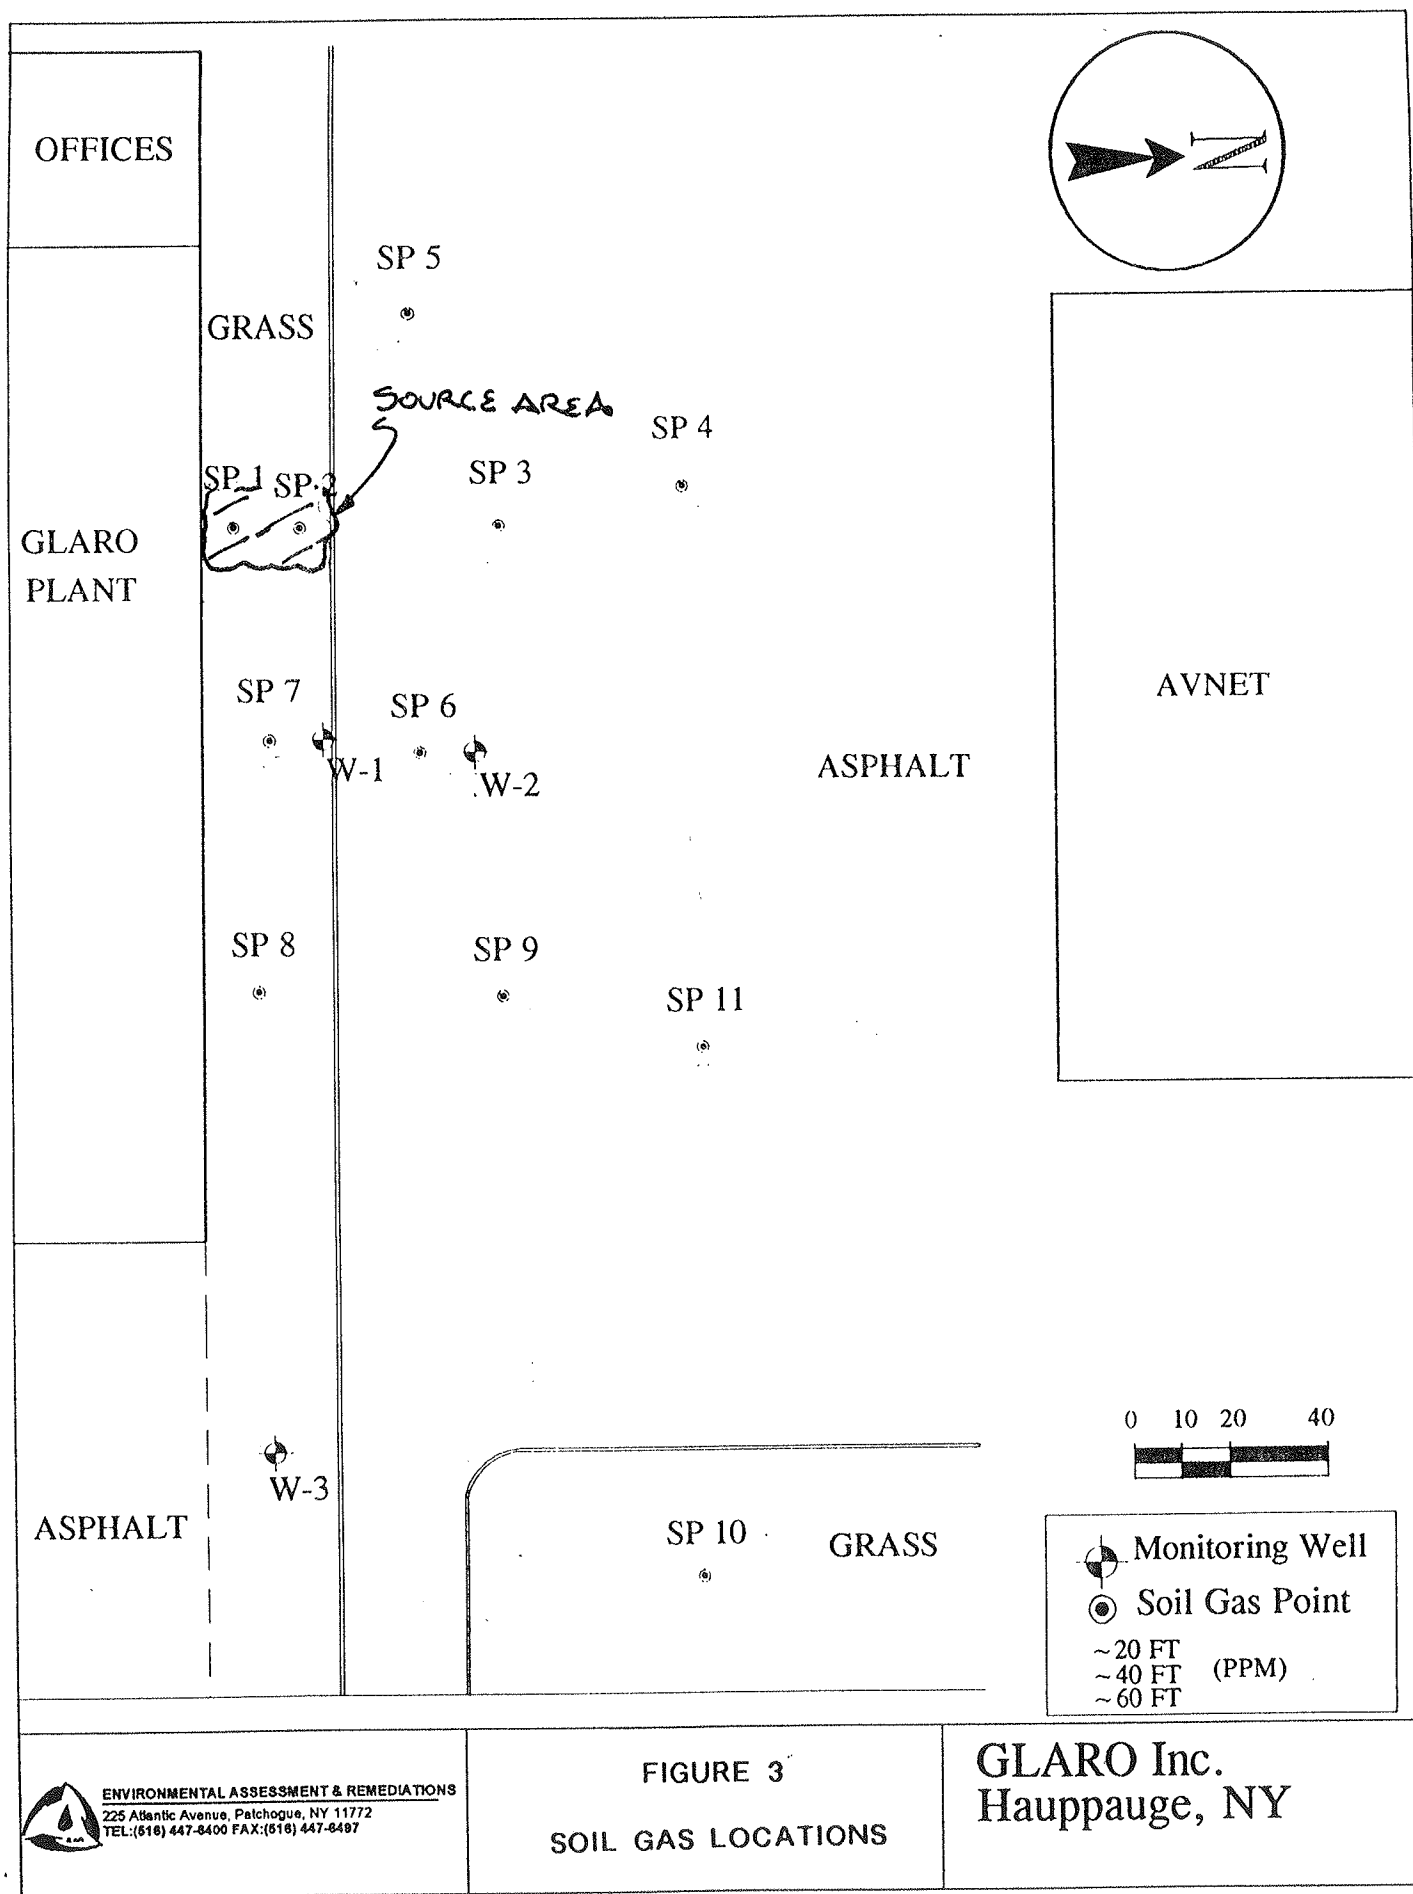 OFFICES
N
SP 5
GRASS
SOURCE AREA
SP 4
SP 1
SP 2
SP 3
GLARO
PLANT
SP 7
SP 6
AVNET
W-1
W-2
ASPHALT
SP 8
SP 9
SP 11
0 10 20 40
W-3
ASPHALT
SP 10
GRASS
Monitoring Well
Soil Gas Point
~20 FT
~40 FT (PPM)
~60 FT
ENVIRONMENTAL ASSESSMENT & REMEDIATIONS
225 Atlantic Avenue, Patchogue, NY 11772
TEL:(516) 447-6400 FAX:(516) 447-6497
FIGURE 3
SOIL GAS LOCATIONS
GLARO Inc.
Hauppauge, NY